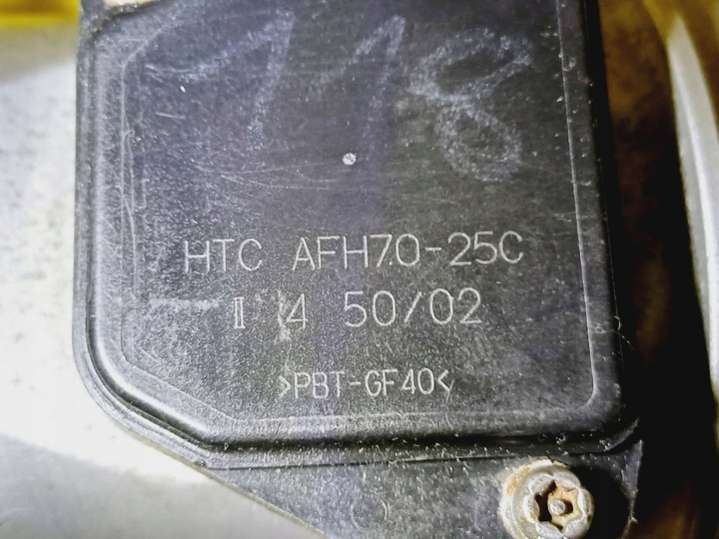 118
HTC AFH70-25C
II 4 50/02
>PBT-GF40<